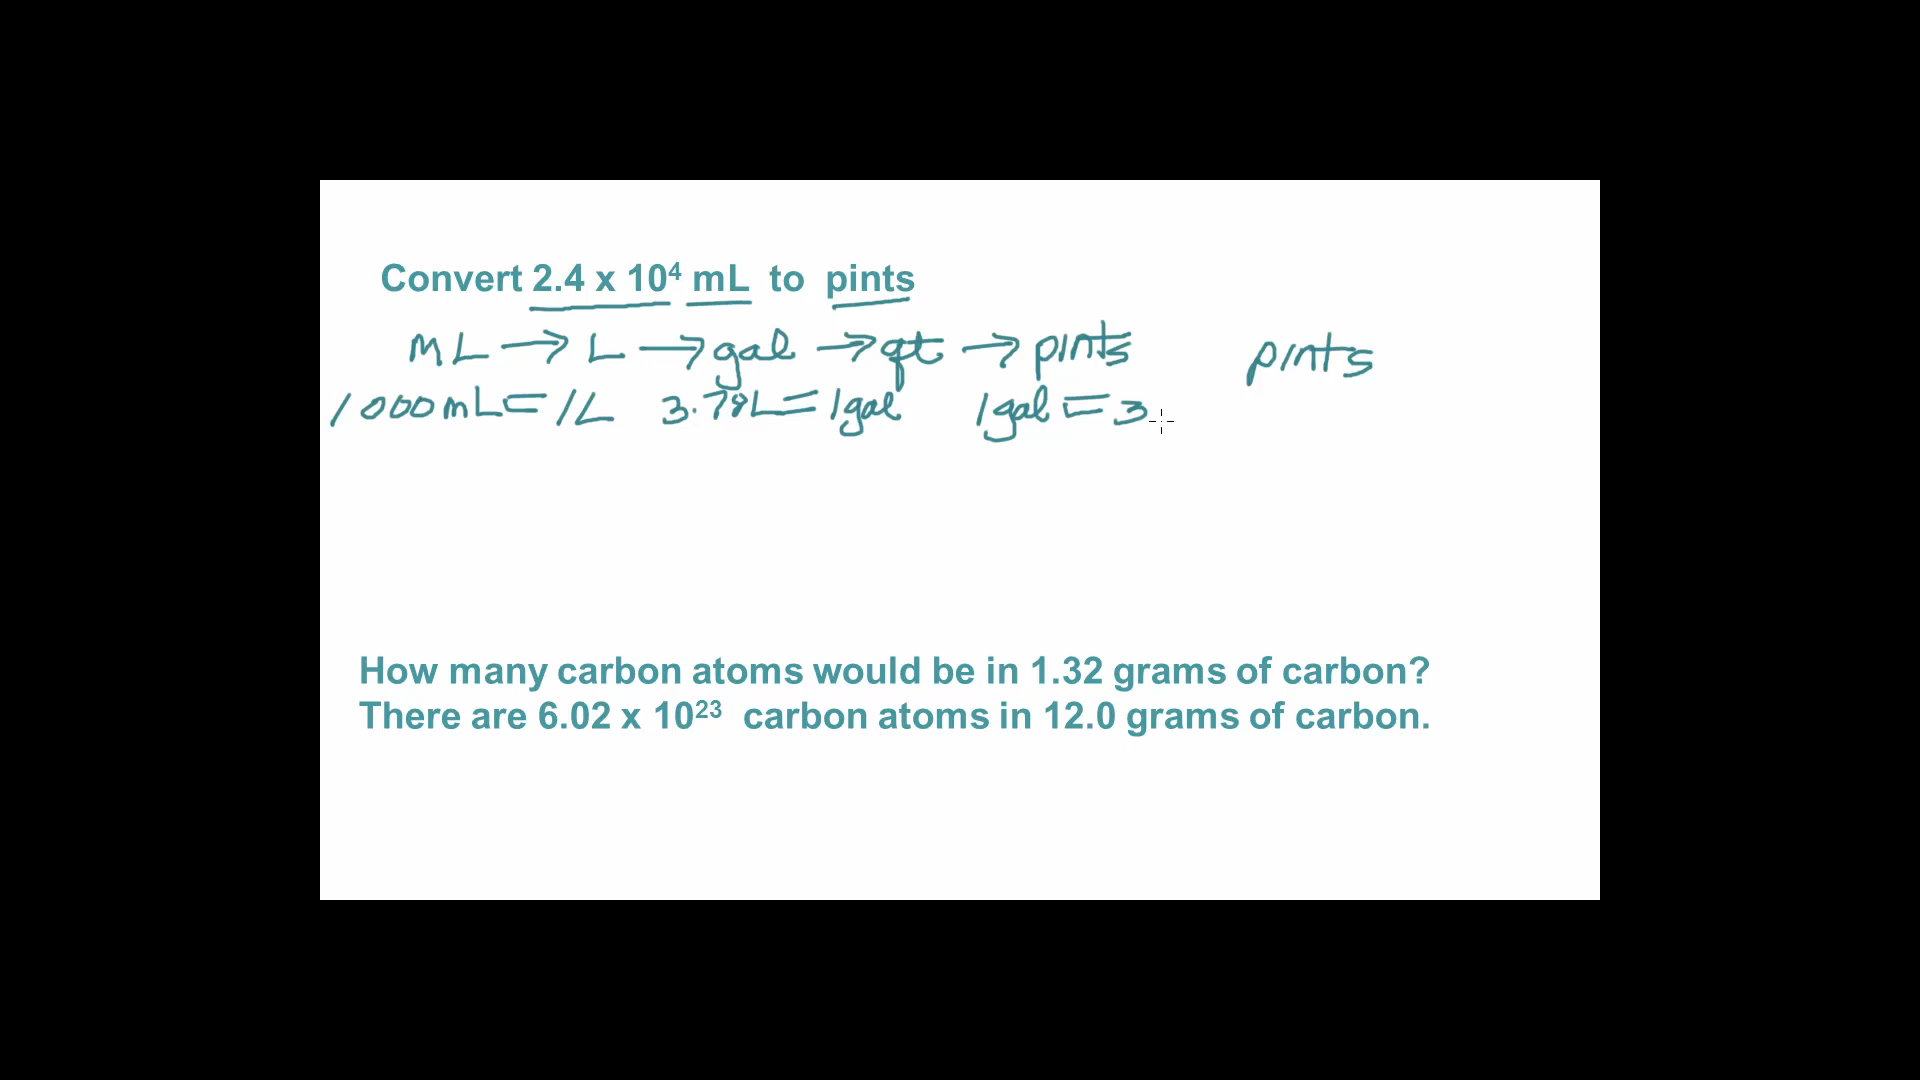 Convert 2.4 x 10⁴ mL to pints
mL → L → gal → qt → pints pints
1000mL = 1L 3.78L = 1gal 1gal = 3
How many carbon atoms would be in 1.32 grams of carbon?
There are 6.02 x 10²³ carbon atoms in 12.0 grams of carbon.